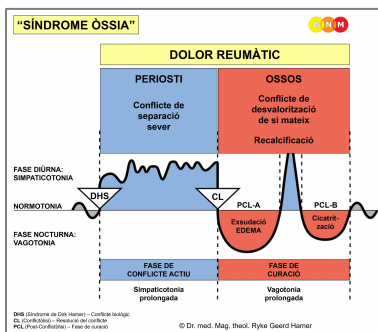 “SÍNDROME ÒSSIA”
GNM
DOLOR REUMÀTIC
PERIOSTI
Conflicte de
separació
sever
OSSOS
Conflicte de
desvalorització
de si mateix
Recalcificació
FASE DIÜRNA:
SIMPATICOTONIA
DHS
CL
PCL-A
PCL-B
NORMOTONIA
Exsudació
EDEMA
Cicatrit-
zació
FASE NOCTURNA:
VAGOTONIA
FASE DE
CONFLICTE ACTIU
FASE DE
CURACIÓ
Simpaticotonia
prolongada
Vagotonia
prolongada
DHS (Síndrome de Dirk Hamer) – Conflicte biològic
CL (Conflictòlisi) – Resolució del conflicte
PCL (Post-Conflictòlisi) – Fase de curació
© Dr. med. Mag. theol. Ryke Geerd Hamer